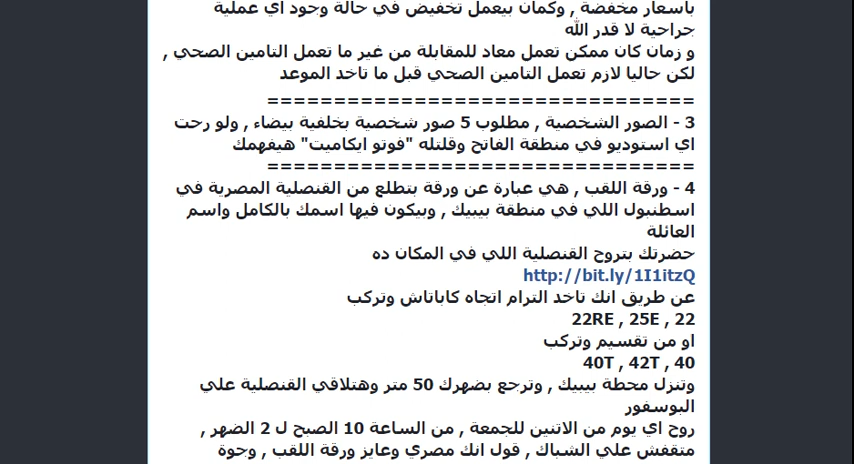 باسعار مخفضة , وكمان بيعمل تخفيض في حالة وجود اي عملية
جراحية لا قدر الله
و زمان كان ممكن تعمل معاد للمقابلة من غير ما تعمل التامين الصحي ,
لكن حاليا لازم تعمل التامين الصحي قبل ما تاخد الموعد
================================
3 - الصور الشخصية , مطلوب 5 صور شخصية بخلفية بيضاء , ولو رحت
اي استوديو في منطقة الفاتح وقلتله "فوتو ايكاميت" هيفهمك
================================
4 - ورقة اللقب , هي عبارة عن ورقة بتطلع من القنصلية المصرية في
اسطنبول اللي في منطقة بيبيك , وبيكون فيها اسمك بالكامل واسم
العائلة
حضرتك بتروح القنصلية اللي في المكان ده
http://bit.ly/1I1itzQ
عن طريق انك تاخد الترام اتجاه كاباتاش وتركب
22RE , 25E , 22
او من تقسيم وتركب
40T , 42T , 40
وتنزل محطة بيبيك , وترجع بضهرك 50 متر وهتلاقي القنصلية علي
البوسفور
روح اي يوم من الاتنين للجمعة , من الساعة 10 الصبح ل 2 الضهر ,
متقفش علي الشباك , قول انك مصري وعايز ورقة اللقب , وجوة